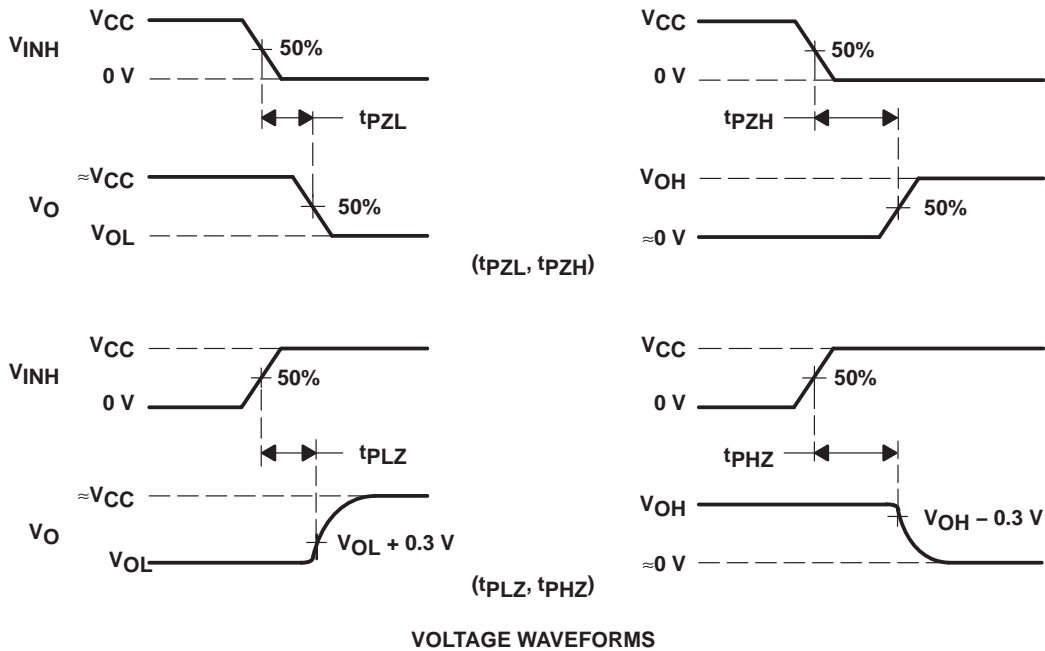 VCC
VINH
50%
0 V
tPZL
≈VCC
VO
50%
VOL
VCC
50%
0 V
tPZH
VOH
50%
≈0 V
(tPZL, tPZH)
VCC
VINH
50%
0 V
tPLZ
≈VCC
VO
VOL + 0.3 V
VOL
VCC
50%
0 V
tPHZ
VOH
VOH – 0.3 V
≈0 V
(tPLZ, tPHZ)
VOLTAGE WAVEFORMS